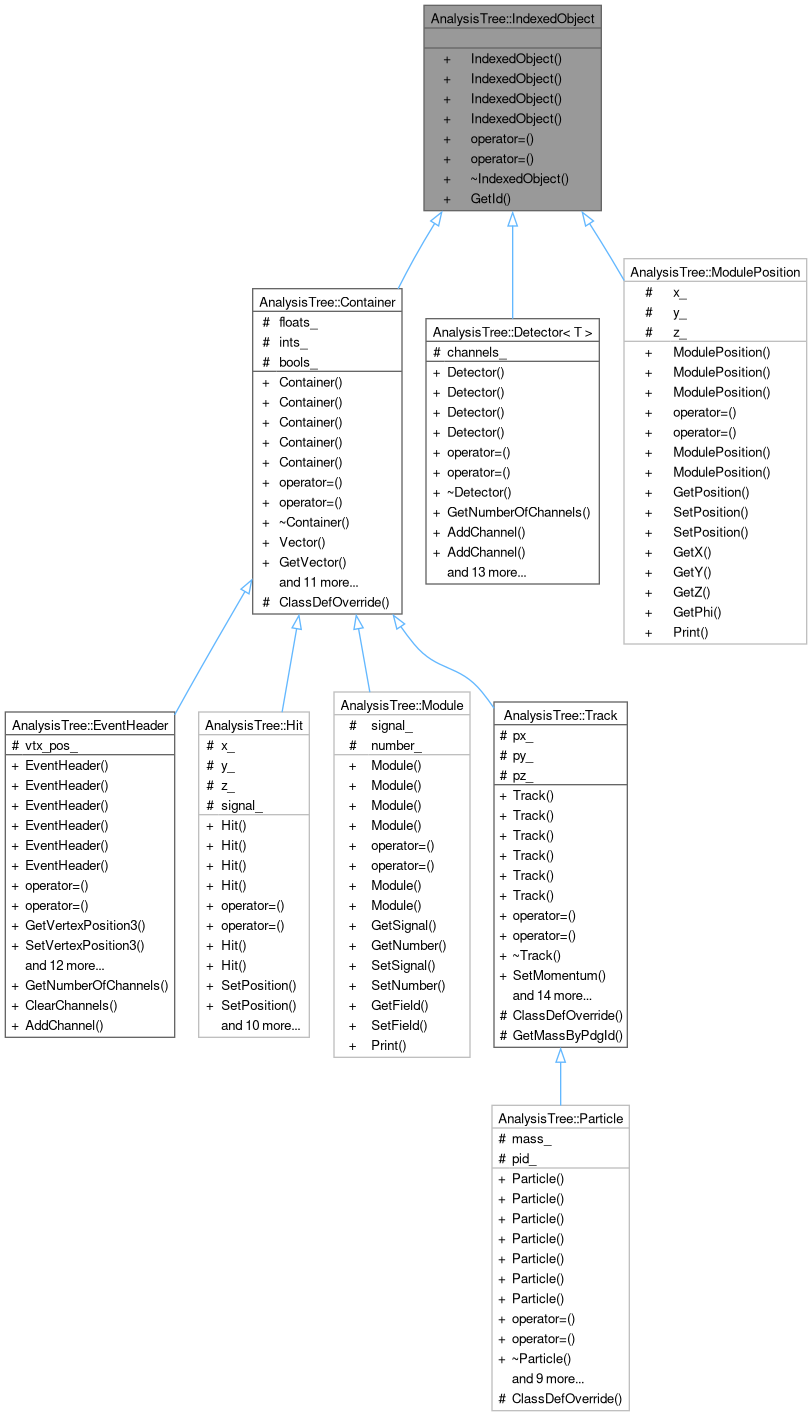 AnalysisTree::IndexedObject
+ IndexedObject()
+ IndexedObject()
+ IndexedObject()
+ IndexedObject()
+ operator=()
+ operator=()
+ ~IndexedObject()
+ GetId()
AnalysisTree::Container
# floats_
# ints_
# bools_
+ Container()
+ Container()
+ Container()
+ Container()
+ Container()
+ operator=()
+ operator=()
+ ~Container()
+ Vector()
+ GetVector()
and 11 more...
# ClassDefOverride()
AnalysisTree::Detector< T >
# channels_
+ Detector()
+ Detector()
+ Detector()
+ Detector()
+ operator=()
+ operator=()
+ ~Detector()
+ GetNumberOfChannels()
+ AddChannel()
+ AddChannel()
and 13 more...
AnalysisTree::ModulePosition
# x_
# y_
# z_
+ ModulePosition()
+ ModulePosition()
+ ModulePosition()
+ operator=()
+ operator=()
+ ModulePosition()
+ ModulePosition()
+ GetPosition()
+ SetPosition()
+ SetPosition()
+ GetX()
+ GetY()
+ GetZ()
+ GetPhi()
+ Print()
AnalysisTree::EventHeader
# vtx_pos_
+ EventHeader()
+ EventHeader()
+ EventHeader()
+ EventHeader()
+ EventHeader()
+ EventHeader()
+ operator=()
+ operator=()
+ GetVertexPosition3()
+ SetVertexPosition3()
and 12 more...
+ GetNumberOfChannels()
+ ClearChannels()
+ AddChannel()
AnalysisTree::Hit
# x_
# y_
# z_
# signal_
+ Hit()
+ Hit()
+ Hit()
+ Hit()
+ operator=()
+ operator=()
+ Hit()
+ Hit()
+ SetPosition()
+ SetPosition()
and 10 more...
AnalysisTree::Module
# signal_
# number_
+ Module()
+ Module()
+ Module()
+ Module()
+ operator=()
+ operator=()
+ Module()
+ Module()
+ GetSignal()
+ GetNumber()
+ SetSignal()
+ SetNumber()
+ GetField()
+ SetField()
+ Print()
AnalysisTree::Track
# px_
# py_
# pz_
+ Track()
+ Track()
+ Track()
+ Track()
+ Track()
+ Track()
+ operator=()
+ operator=()
+ ~Track()
+ SetMomentum()
and 14 more...
# ClassDefOverride()
# GetMassByPdgId()
AnalysisTree::Particle
# mass_
# pid_
+ Particle()
+ Particle()
+ Particle()
+ Particle()
+ Particle()
+ Particle()
+ Particle()
+ operator=()
+ operator=()
+ ~Particle()
and 9 more...
# ClassDefOverride()